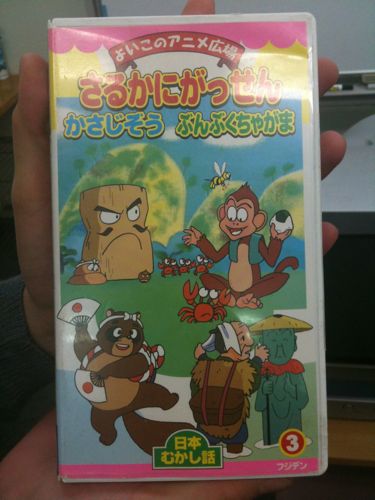 よいこのアニメ広場
さるかにがっせん
かさじぞう ぶんぶくちゃがま
日本
むかし話
3
フジデン